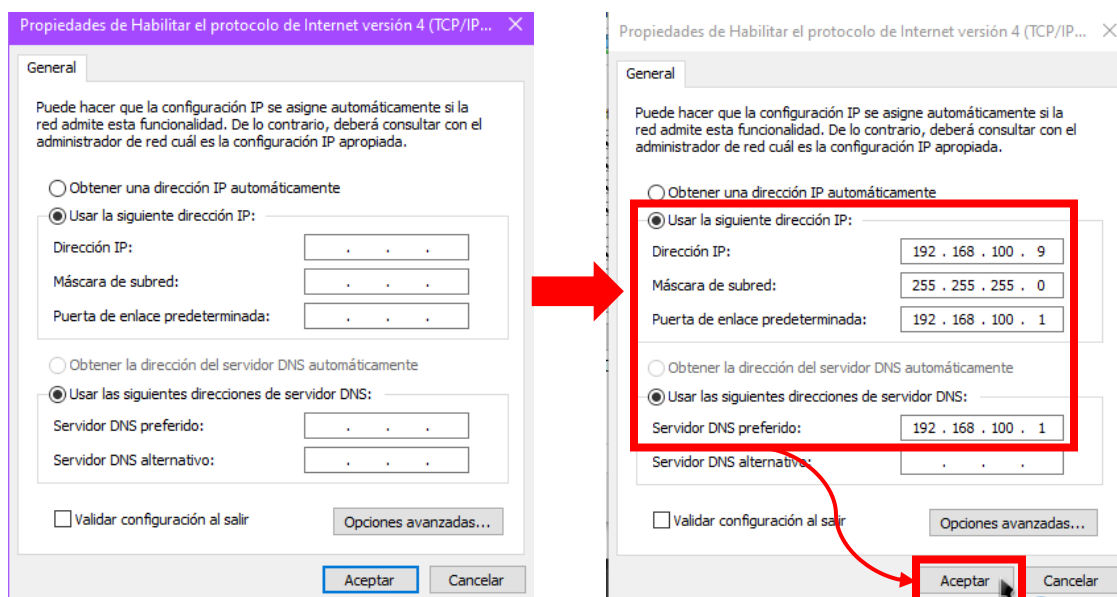 Propiedades de Habilitar el protocolo de Internet versión 4 (TCP/IP...
General
Puede hacer que la configuración IP se asigne automáticamente si la
red admite esta funcionalidad. De lo contrario, deberá consultar con el
administrador de red cuál es la configuración IP apropiada.
Obtener una dirección IP automáticamente
Usar la siguiente dirección IP:
Dirección IP: . . .
Máscara de subred: . . .
Puerta de enlace predeterminada: . . .
Obtener la dirección del servidor DNS automáticamente
Usar las siguientes direcciones de servidor DNS:
Servidor DNS preferido: . . .
Servidor DNS alternativo: . . .
Validar configuración al salir
Opciones avanzadas...
Aceptar Cancelar
Propiedades de Habilitar el protocolo de Internet versión 4 (TCP/IP...
General
Puede hacer que la configuración IP se asigne automáticamente si la
red admite esta funcionalidad. De lo contrario, deberá consultar con el
administrador de red cuál es la configuración IP apropiada.
Obtener una dirección IP automáticamente
Usar la siguiente dirección IP:
Dirección IP: 192 . 168 . 100 . 9
Máscara de subred: 255 . 255 . 255 . 0
Puerta de enlace predeterminada: 192 . 168 . 100 . 1
Obtener la dirección del servidor DNS automáticamente
Usar las siguientes direcciones de servidor DNS:
Servidor DNS preferido: 192 . 168 . 100 . 1
Servidor DNS alternativo: . . .
Validar configuración al salir
Opciones avanzadas...
Aceptar Cancelar